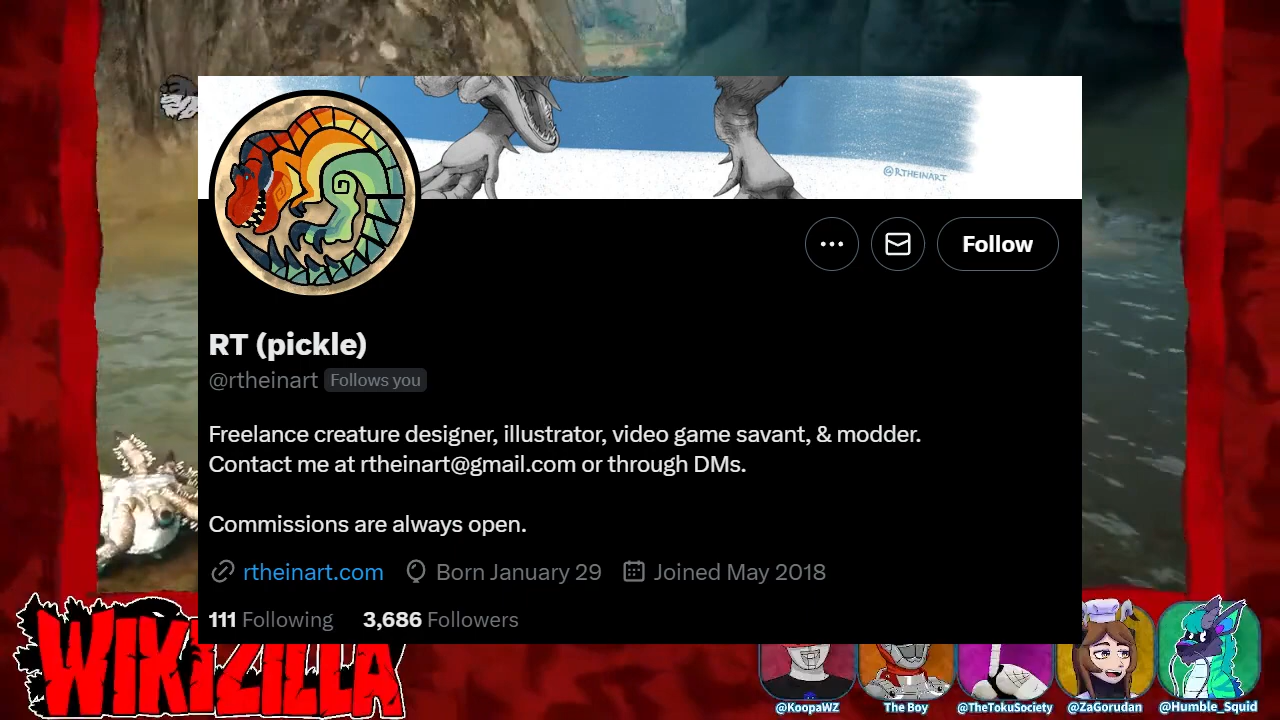 @RTHEINART
Follow
RT (pickle)
@rtheinart Follows you
Freelance creature designer, illustrator, video game savant, & modder.
Contact me at rtheinart@gmail.com or through DMs.
Commissions are always open.
rtheinart.com Born January 29 Joined May 2018
111 Following 3,686 Followers
WIKIZILLA
@KoopaWZ The Boy @TheTokuSociety @ZaGorudan @Humble_Squid